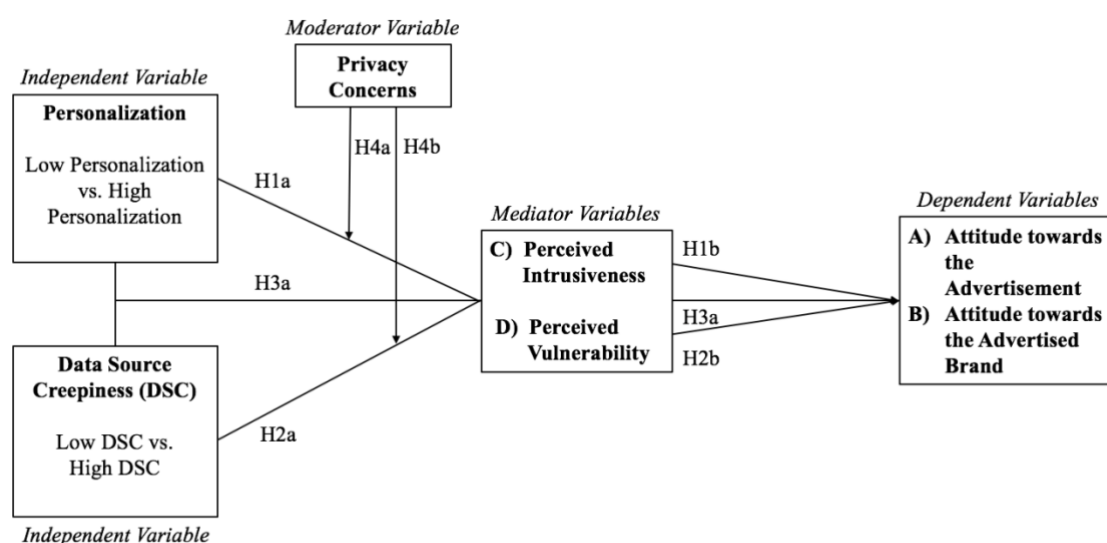 Moderator Variable
Privacy
Concerns
Independent Variable
Personalization
Low Personalization
vs. High
Personalization
H4a
H4b
H1a
Mediator Variables
C) Perceived
Intrusiveness
D) Perceived
Vulnerability
Dependent Variables
A) Attitude towards
the
Advertisement
B) Attitude towards
the Advertised
Brand
H1b
H3a
H3a
H2b
Data Source
Creepiness (DSC)
Low DSC vs.
High DSC
H2a
Independent Variable